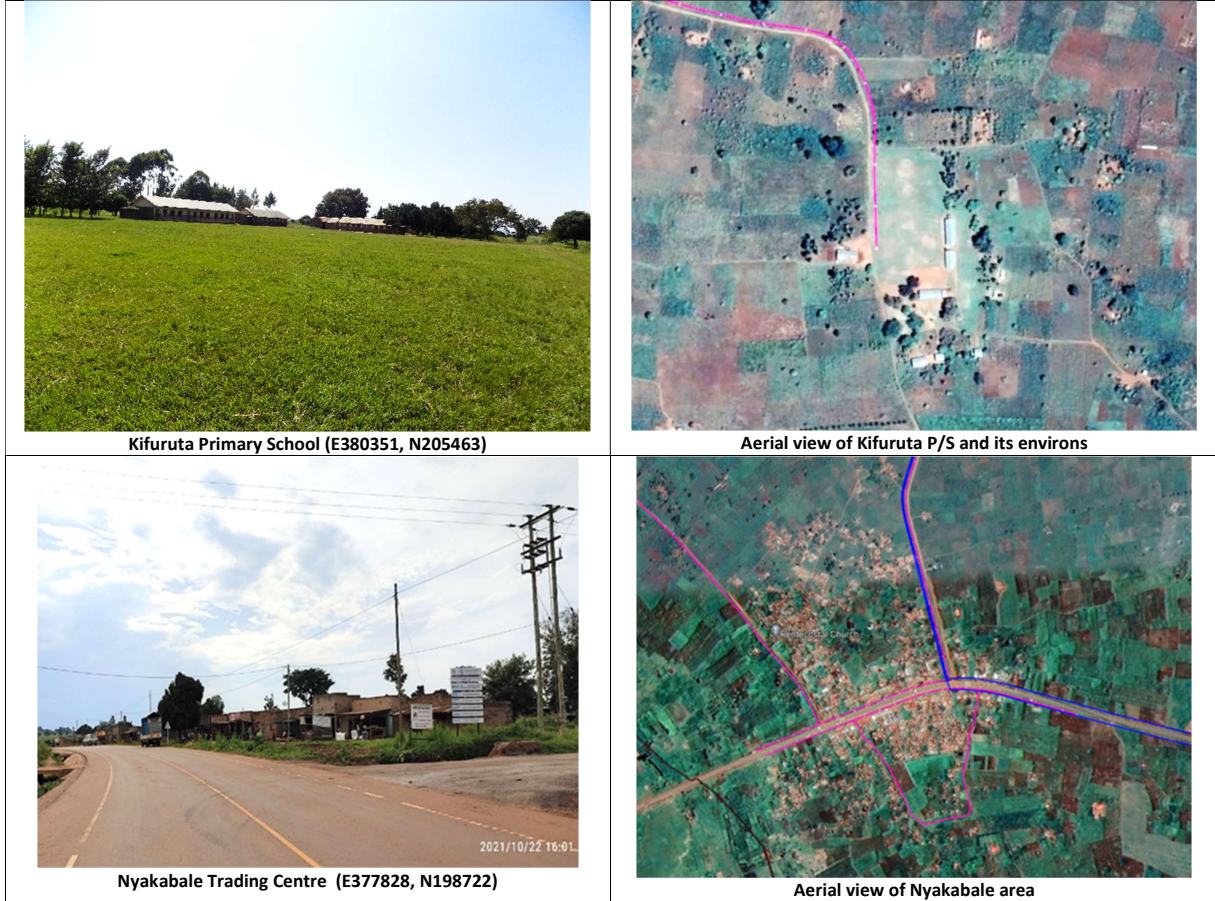 Kifuruta Primary School (E380351, N205463)
Aerial view of Kifuruta P/S and its environs
Church
2021/10/22 16:01
Nyakabale Trading Centre (E377828, N198722)
Aerial view of Nyakabale area